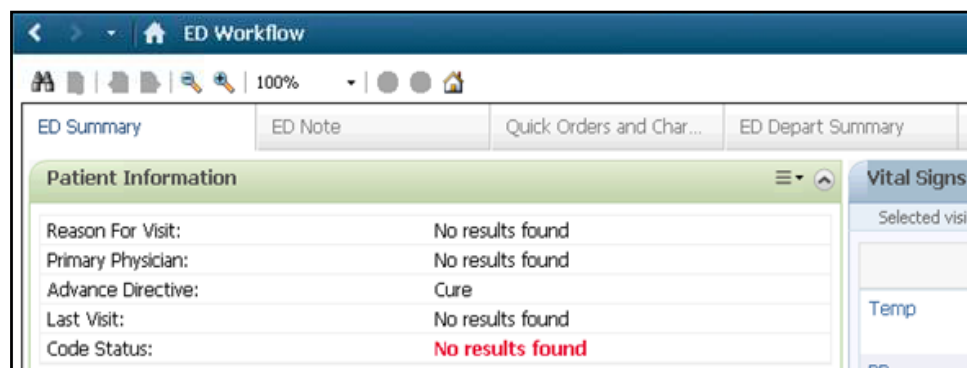 ED Workflow
100%
ED Summary ED Note Quick Orders and Char... ED Depart Summary
Patient Information
Reason For Visit: No results found
Primary Physician: No results found
Advance Directive: Cure
Last Visit: No results found
Code Status: No results found
Vital Signs
Selected visi
Temp